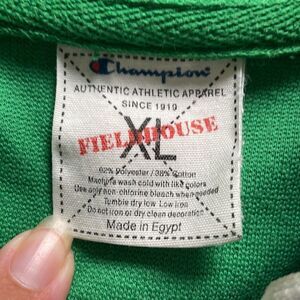 Champion
AUTHENTIC ATHLETIC APPAREL
SINCE 1919
FIELDHOUSE
XL
62% Polyester / 38% Cotton
Machine wash cold with like colors
Use only non-chlorine bleach when needed
Tumble dry low. Low iron
Do not iron or dry clean decoration
Made in Egypt